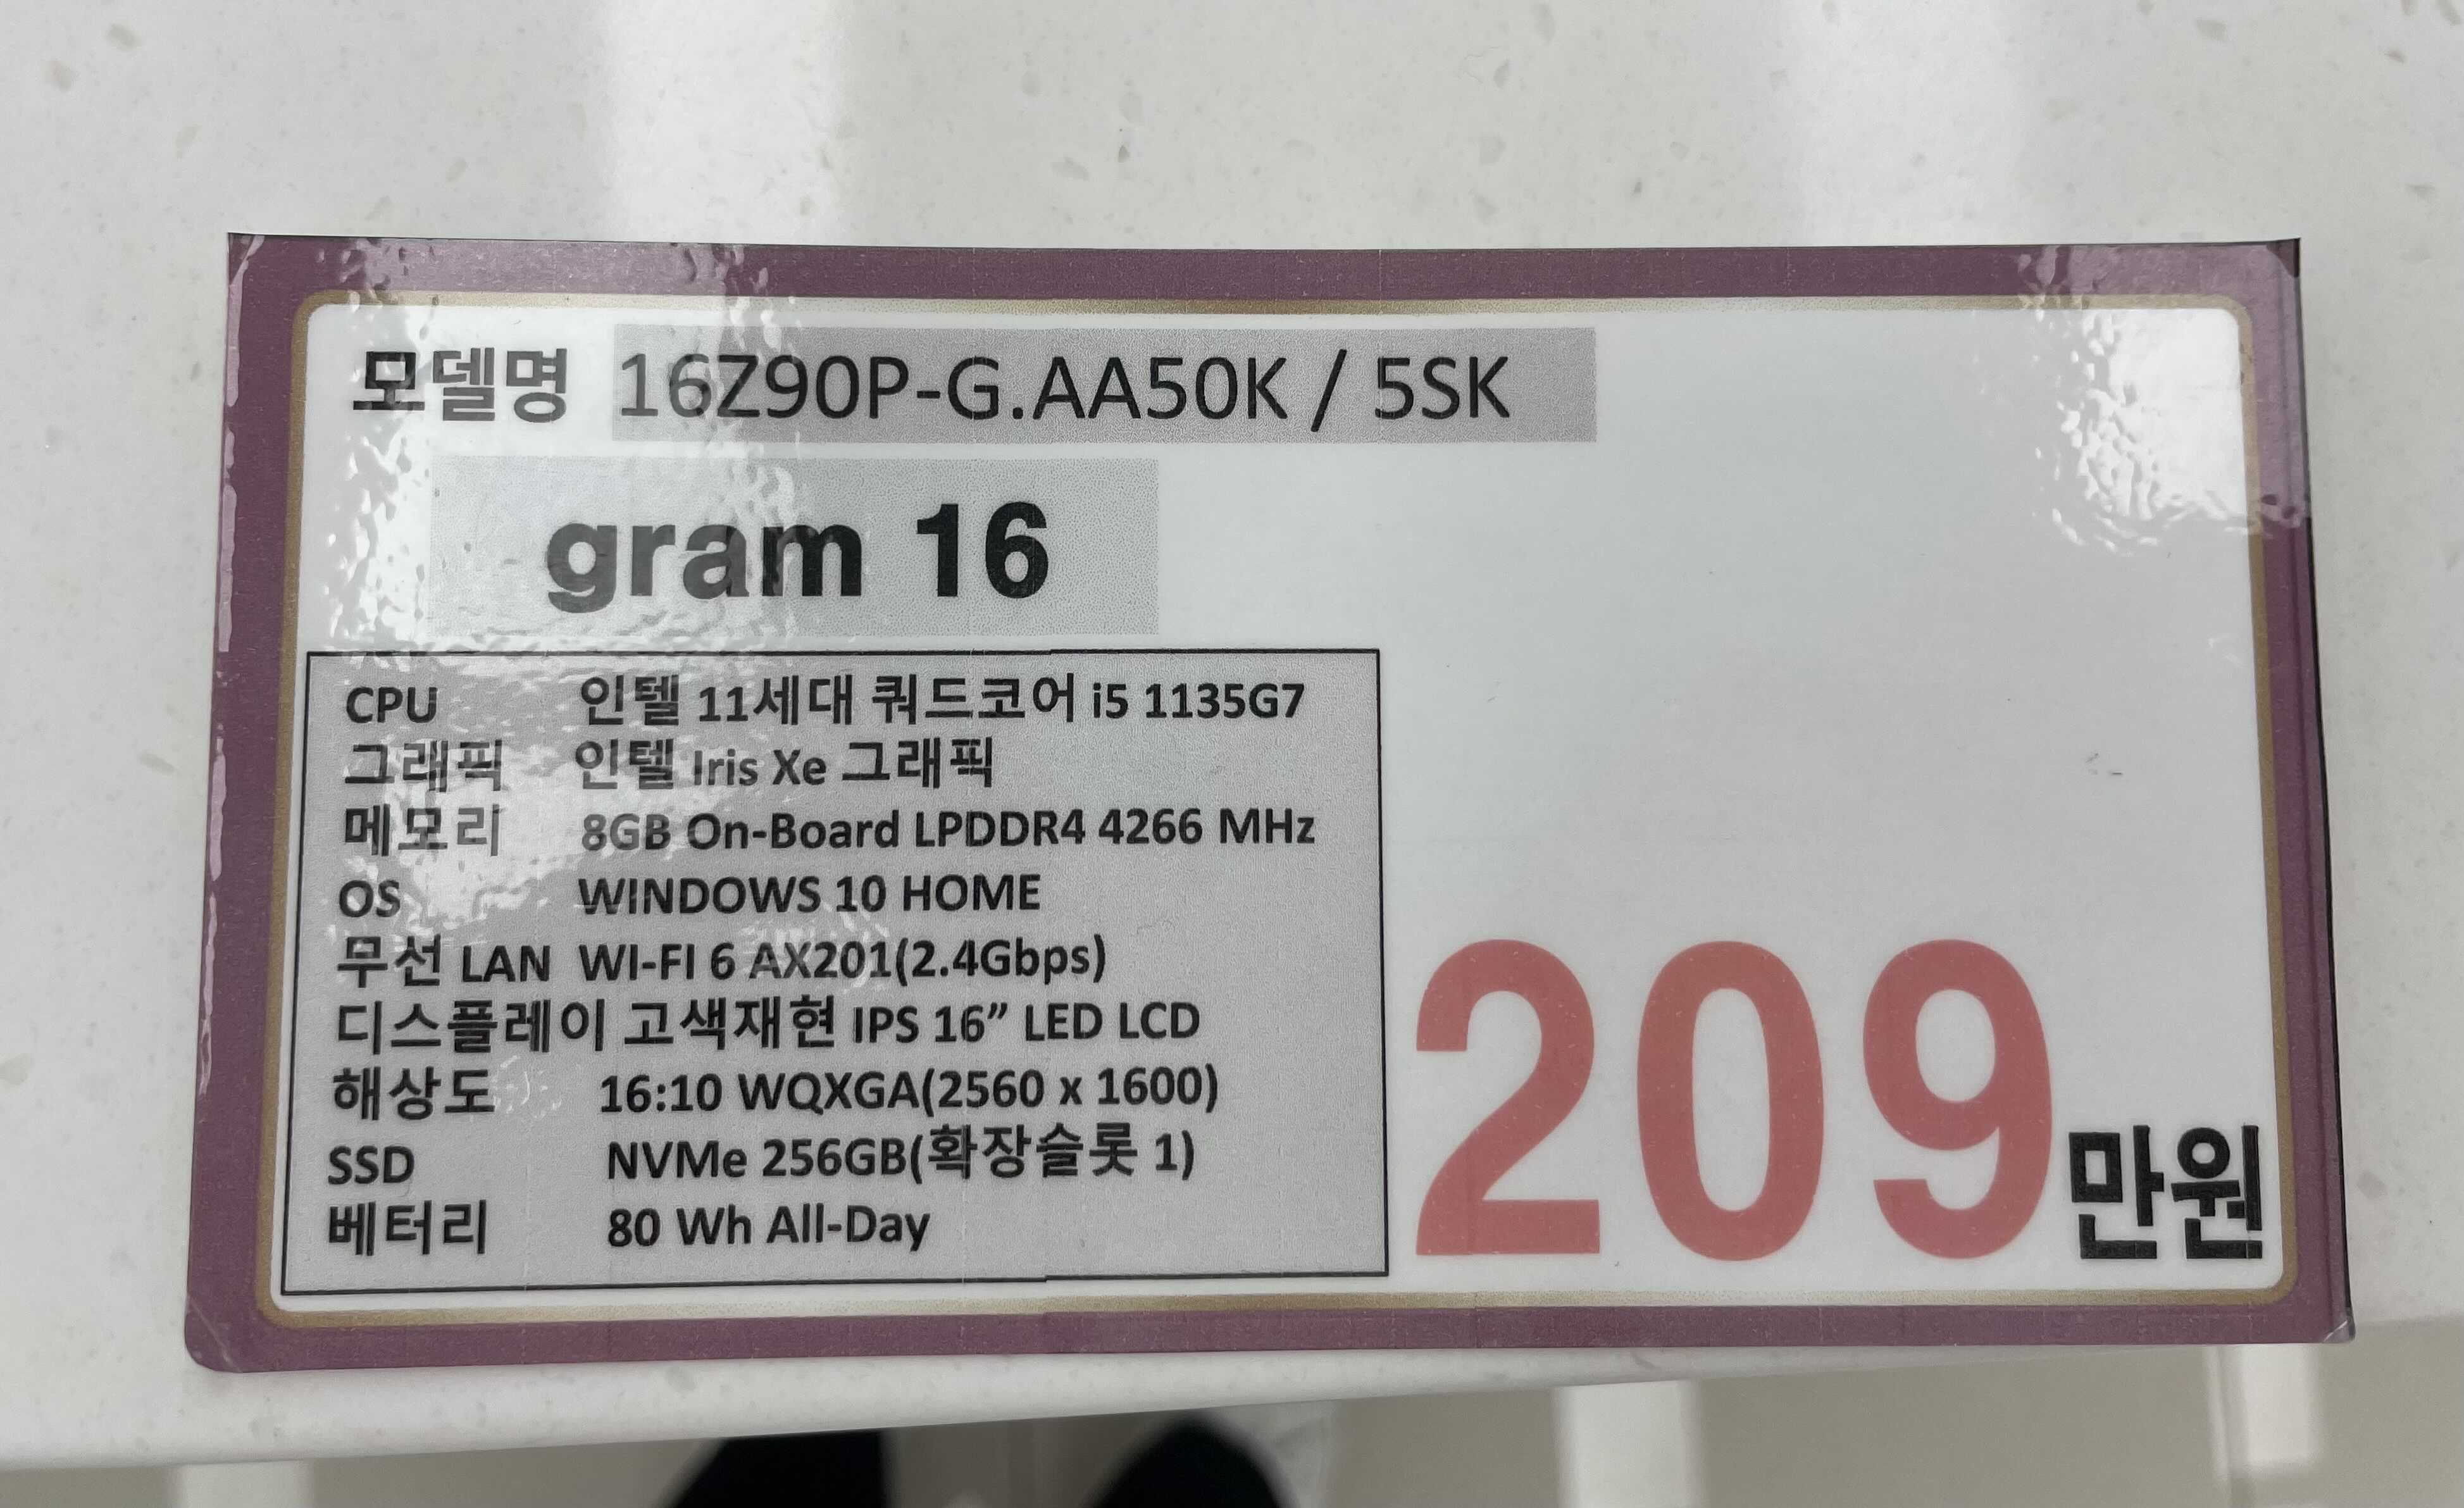 모델명 16Z90P-G.AA50K / 5SK
gram 16
CPU 인텔 11세대 쿼드코어 i5 1135G7
그래픽 인텔 Iris Xe 그래픽
메모리 8GB On-Board LPDDR4 4266 MHz
OS WINDOWS 10 HOME
무선 LAN WI-FI 6 AX201(2.4Gbps)
디스플레이 고색재현 IPS 16” LED LCD
해상도 16:10 WQXGA(2560 x 1600)
SSD NVMe 256GB(확장슬롯 1)
베터리 80 Wh All-Day
209만원